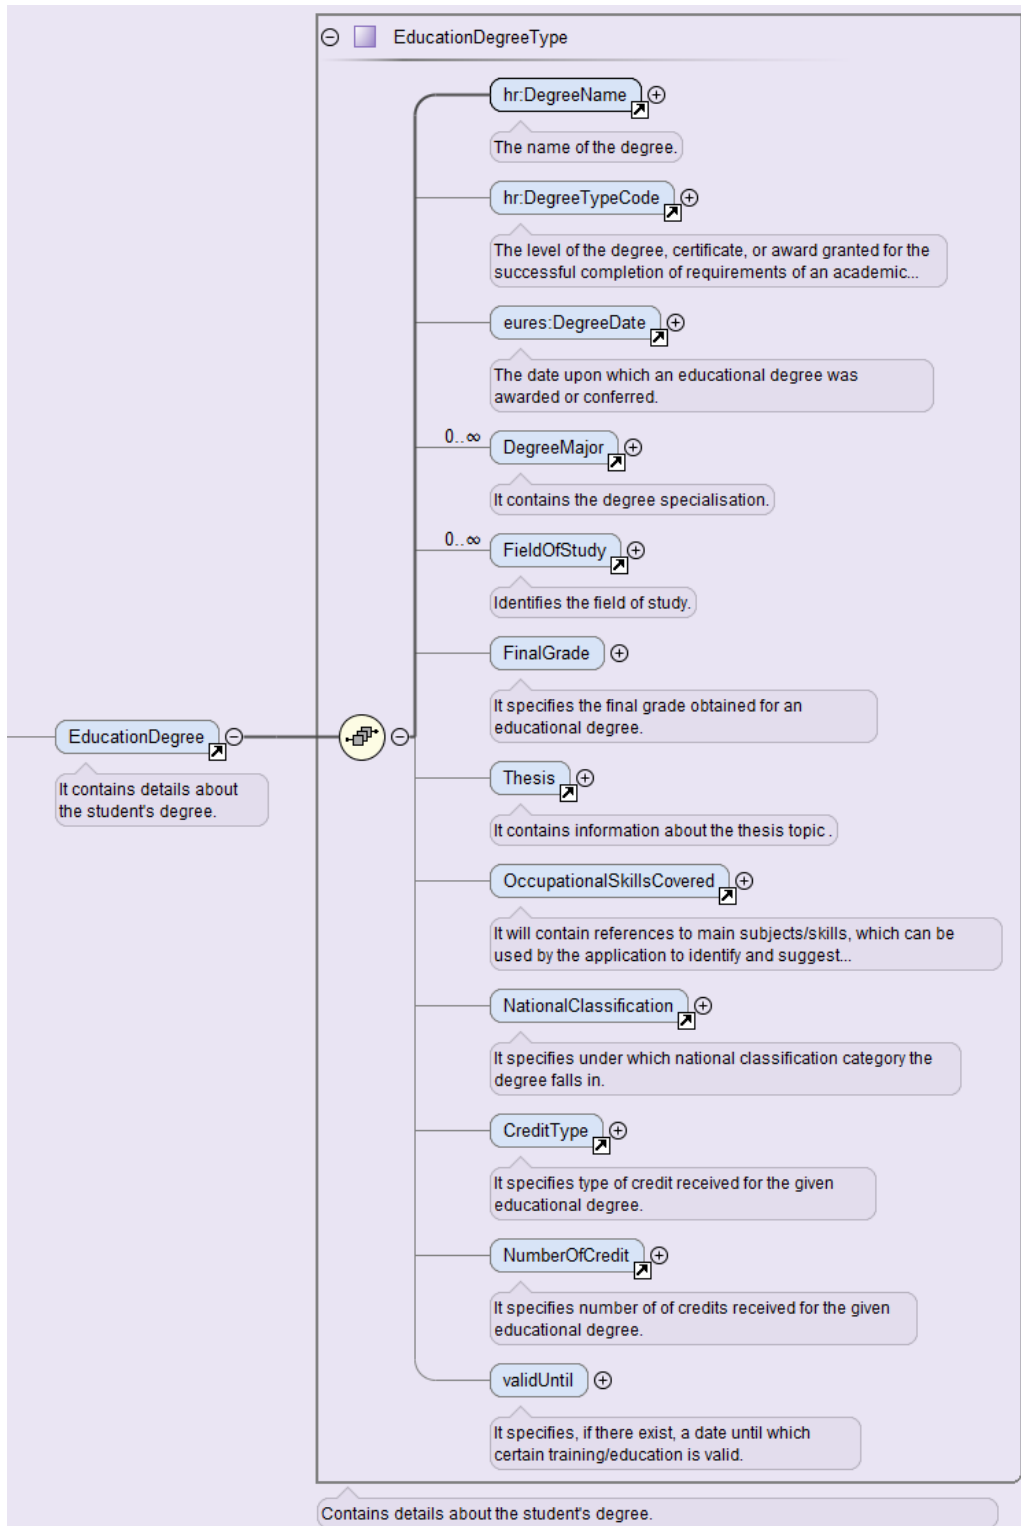 EducationDegreeType
hr:DegreeName
The name of the degree.
hr:DegreeTypeCode
The level of the degree, certificate, or award granted for the
successful completion of requirements of an academic...
eures:DegreeDate
The date upon which an educational degree was
awarded or conferred.
0..∞
DegreeMajor
It contains the degree specialisation.
0..∞
FieldOfStudy
Identifies the field of study.
FinalGrade
It specifies the final grade obtained for an
educational degree.
EducationDegree
It contains details about
the student's degree.
Thesis
It contains information about the thesis topic .
OccupationalSkillsCovered
It will contain references to main subjects/skills, which can be
used by the application to identify and suggest...
NationalClassification
It specifies under which national classification category the
degree falls in.
CreditType
It specifies type of credit received for the given
educational degree.
NumberOfCredit
It specifies number of of credits received for the given
educational degree.
validUntil
It specifies, if there exist, a date until which
certain training/education is valid.
Contains details about the student's degree.